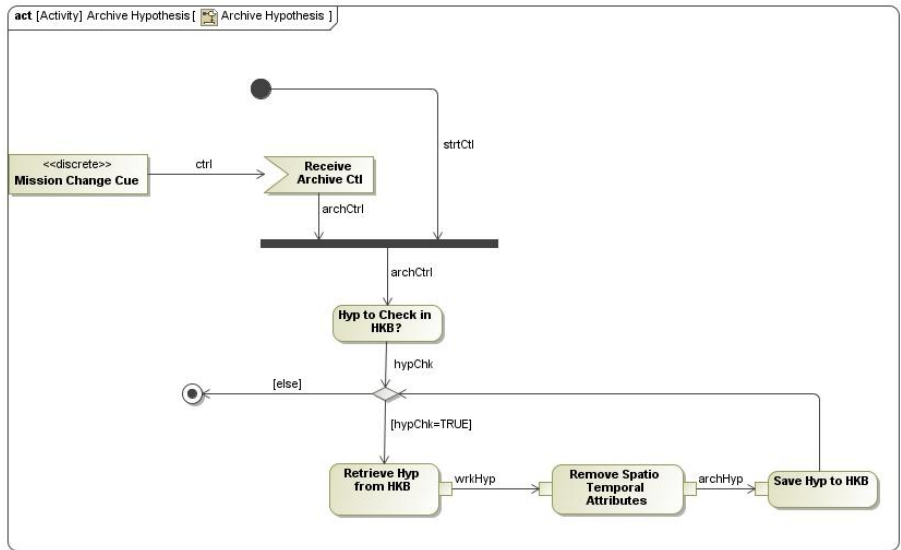 act [Activity] Archive Hypothesis [ Archive Hypothesis ]
strtCtl
<<discrete>>
Mission Change Cue
ctrl
Receive
Archive Ctl
archCtrl
archCtrl
Hyp to Check in
HKB?
hypChk
[else]
[hypChk=TRUE]
Retrieve Hyp
from HKB
wrkHyp
Remove Spatio
Temporal
Attributes
archHyp
Save Hyp to HKB